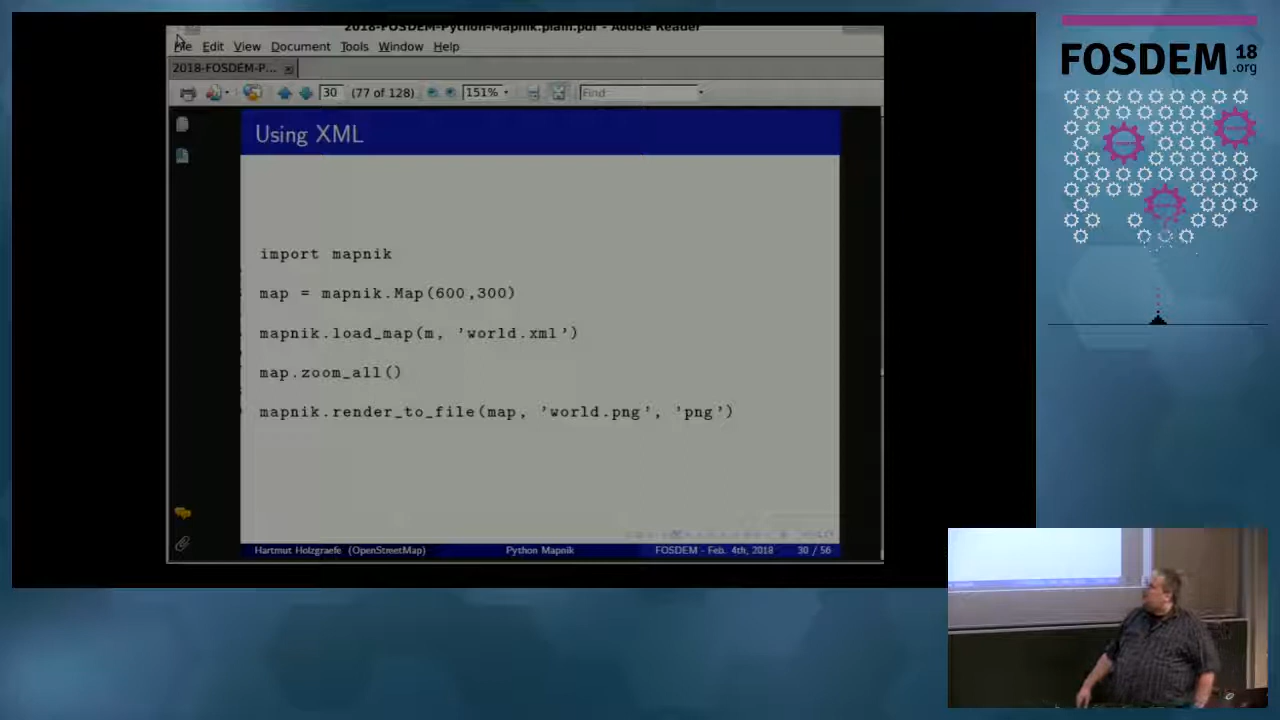 2018-FOSDEM-Python-Mapnik.plain.pdf - Adobe Reader
File Edit View Document Tools Window Help
2018-FOSDEM-P...
30 (77 of 128) 151% Find
Using XML
import mapnik
map = mapnik.Map(600,300)
mapnik.load_map(m, 'world.xml')
map.zoom_all()
mapnik.render_to_file(map, 'world.png', 'png')
Hartmut Holzgraefe (OpenStreetMap) Python Mapnik FOSDEM - Feb. 4th, 2018 30 / 56
FOSDEM 18
.org